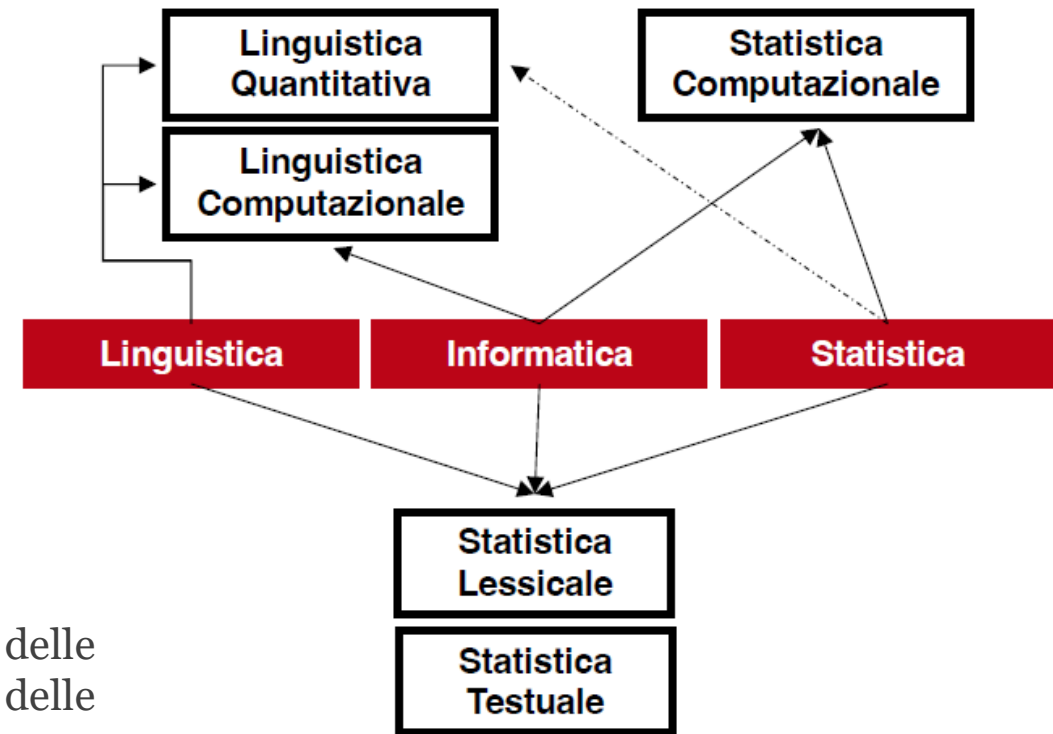 Linguistica
Quantitativa
Statistica
Computazionale
Linguistica
Computazionale
Linguistica
Informatica
Statistica
Statistica
Lessicale
delle
delle
Statistica
Testuale